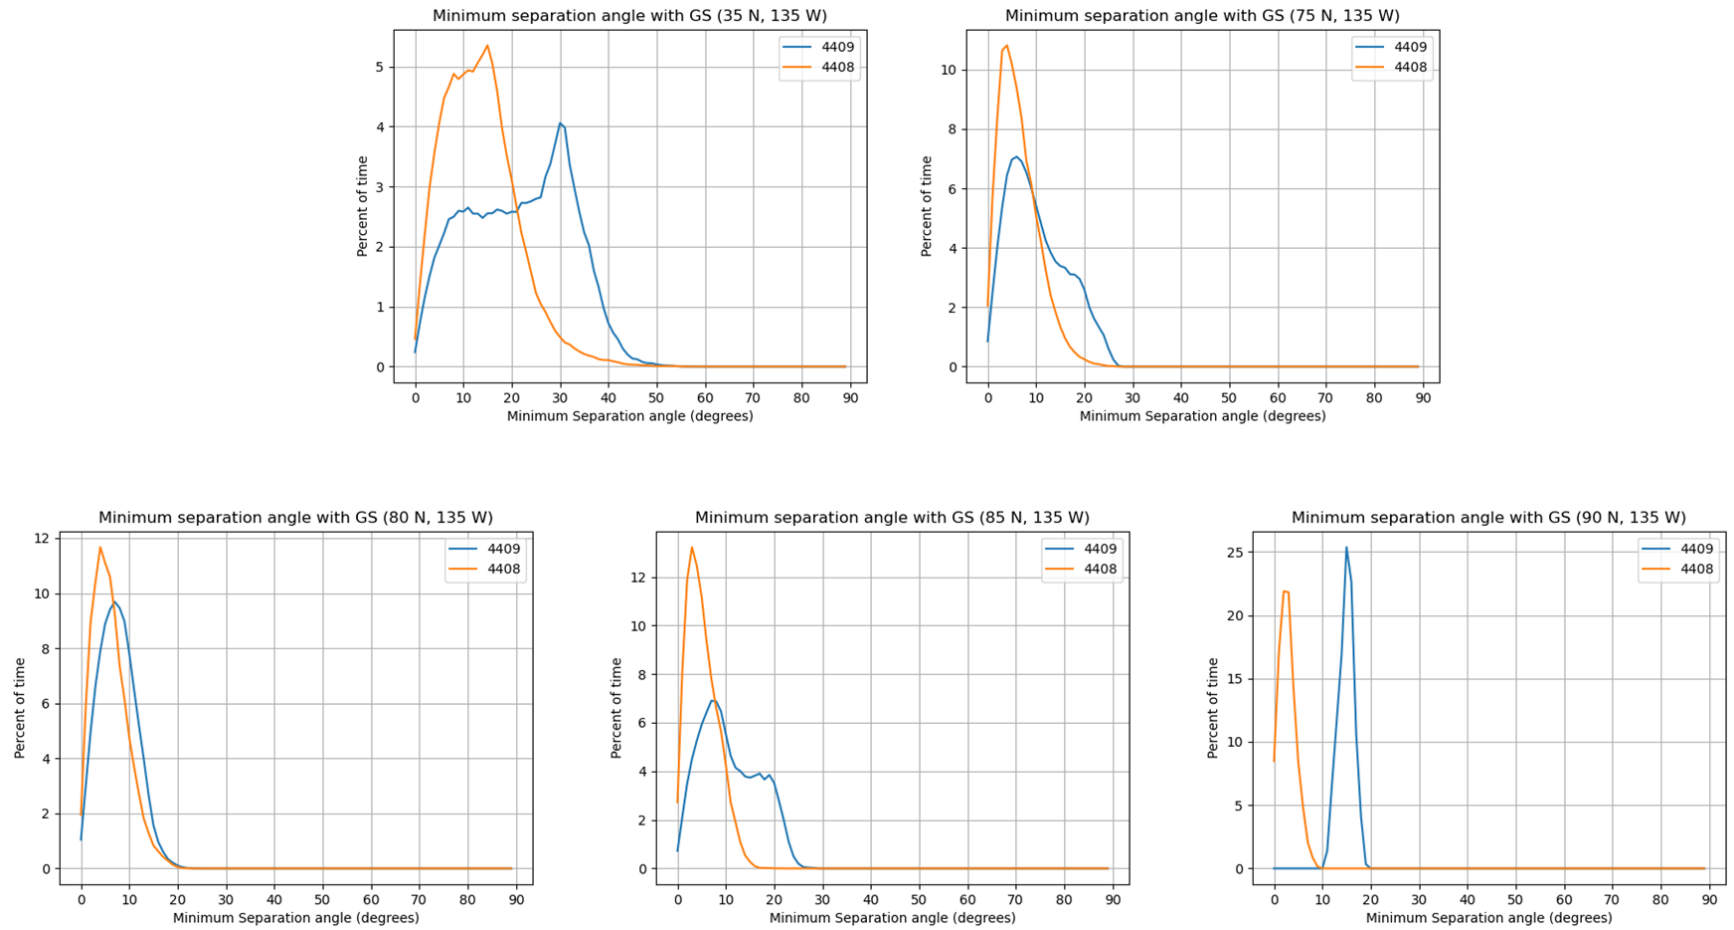 Minimum separation angle with GS (35 N, 135 W)
4409
4408
Percent of time
5
4
3
2
1
0
0 10 20 30 40 50 60 70 80 90
Minimum Separation angle (degrees)
Minimum separation angle with GS (75 N, 135 W)
4409
4408
Percent of time
10
8
6
4
2
0
0 10 20 30 40 50 60 70 80 90
Minimum Separation angle (degrees)
Minimum separation angle with GS (80 N, 135 W)
4409
4408
Percent of time
12
10
8
6
4
2
0
0 10 20 30 40 50 60 70 80 90
Minimum Separation angle (degrees)
Minimum separation angle with GS (85 N, 135 W)
4409
4408
Percent of time
12
10
8
6
4
2
0
0 10 20 30 40 50 60 70 80 90
Minimum Separation angle (degrees)
Minimum separation angle with GS (90 N, 135 W)
4409
4408
Percent of time
25
20
15
10
5
0
0 10 20 30 40 50 60 70 80 90
Minimum Separation angle (degrees)